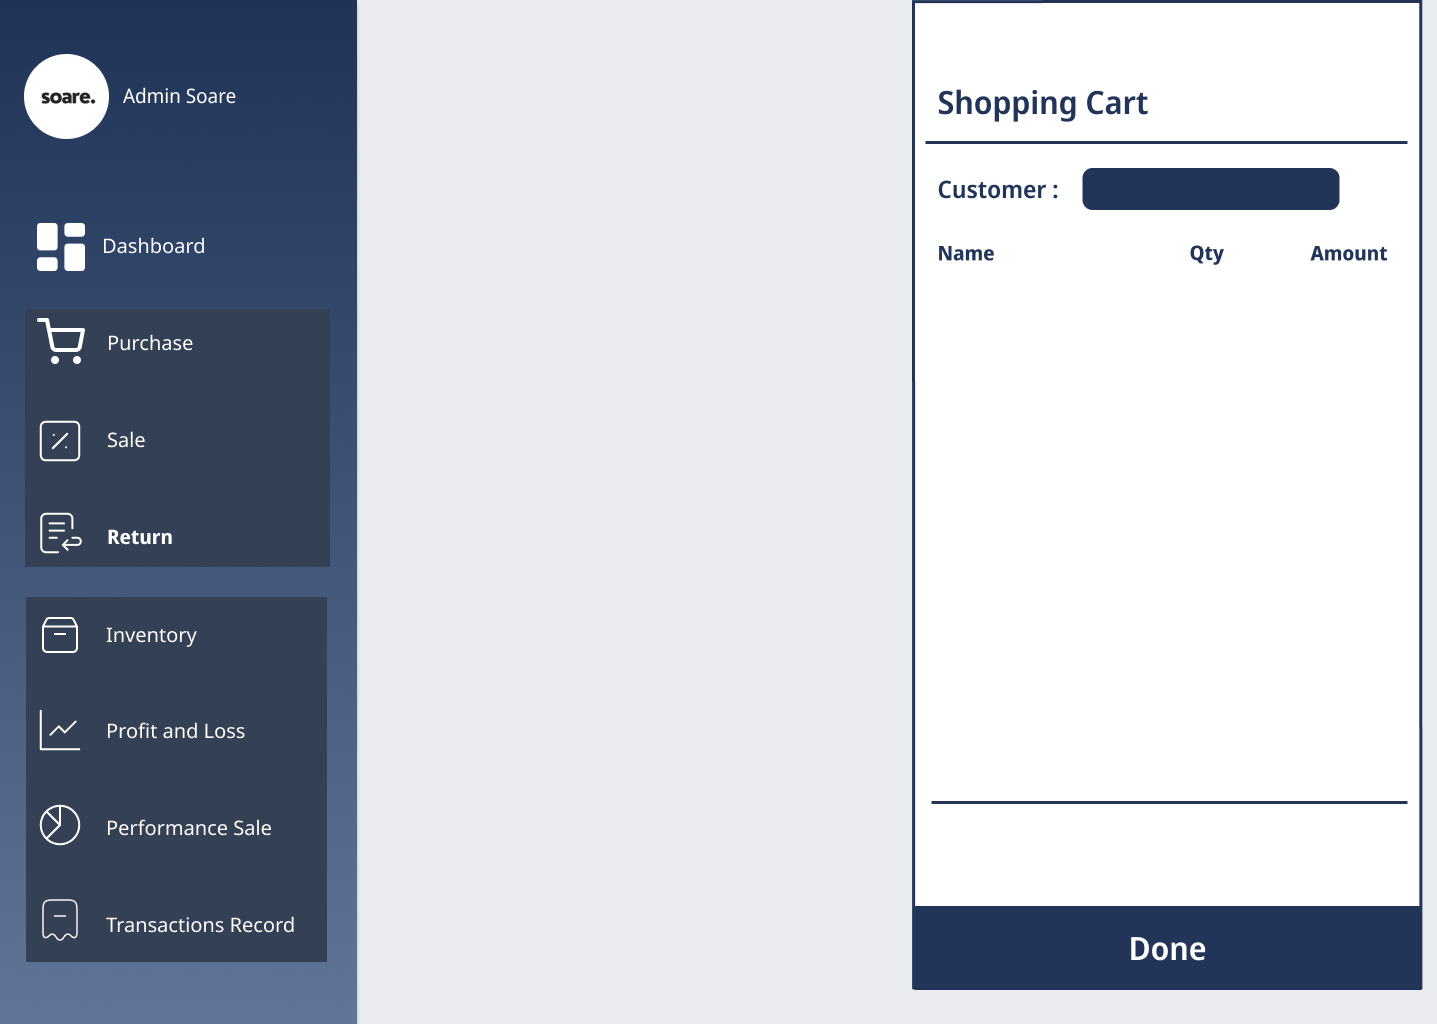 soare.
Admin Soare
Dashboard
Purchase
Sale
Return
Inventory
Profit and Loss
Performance Sale
Transactions Record
Shopping Cart
Customer :
Name Qty Amount
Done